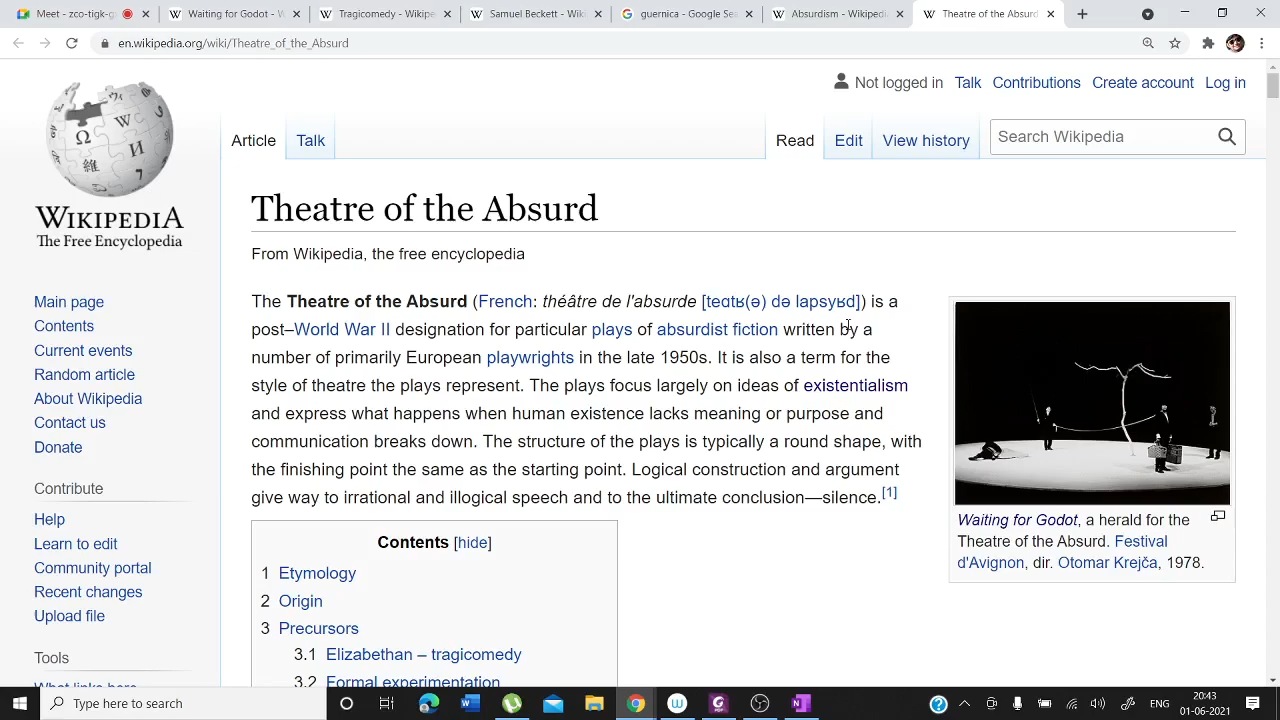 Meet – zco-tik-g
Waiting for Godot - W
Tragicomedy - Wikipe
Samuel Beckett - Wiki
guernica - Google Sea
Absurdism - Wikipedi
Theatre of the Absurd
en.wikipedia.org/wiki/Theatre_of_the_Absurd
Not logged in Talk Contributions Create account Log in
Article Talk Read Edit View history Search Wikipedia
WIKIPEDIA
The Free Encyclopedia
Main page
Contents
Current events
Random article
About Wikipedia
Contact us
Donate
Contribute
Help
Learn to edit
Community portal
Recent changes
Upload file
Tools
What links here
Theatre of the Absurd
From Wikipedia, the free encyclopedia
The Theatre of the Absurd (French: théâtre de l'absurde [teɑtʁ(ə) də lapsyʁd]) is a
post–World War II designation for particular plays of absurdist fiction written by a
number of primarily European playwrights in the late 1950s. It is also a term for the
style of theatre the plays represent. The plays focus largely on ideas of existentialism
and express what happens when human existence lacks meaning or purpose and
communication breaks down. The structure of the plays is typically a round shape, with
the finishing point the same as the starting point. Logical construction and argument
give way to irrational and illogical speech and to the ultimate conclusion—silence.[1]
Waiting for Godot, a herald for the
Theatre of the Absurd. Festival
d'Avignon, dir. Otomar Krejča, 1978.
Contents [hide]
1 Etymology
2 Origin
3 Precursors
3.1 Elizabethan – tragicomedy
3.2 Formal experimentation
Type here to search
ENG
20:43
01-06-2021